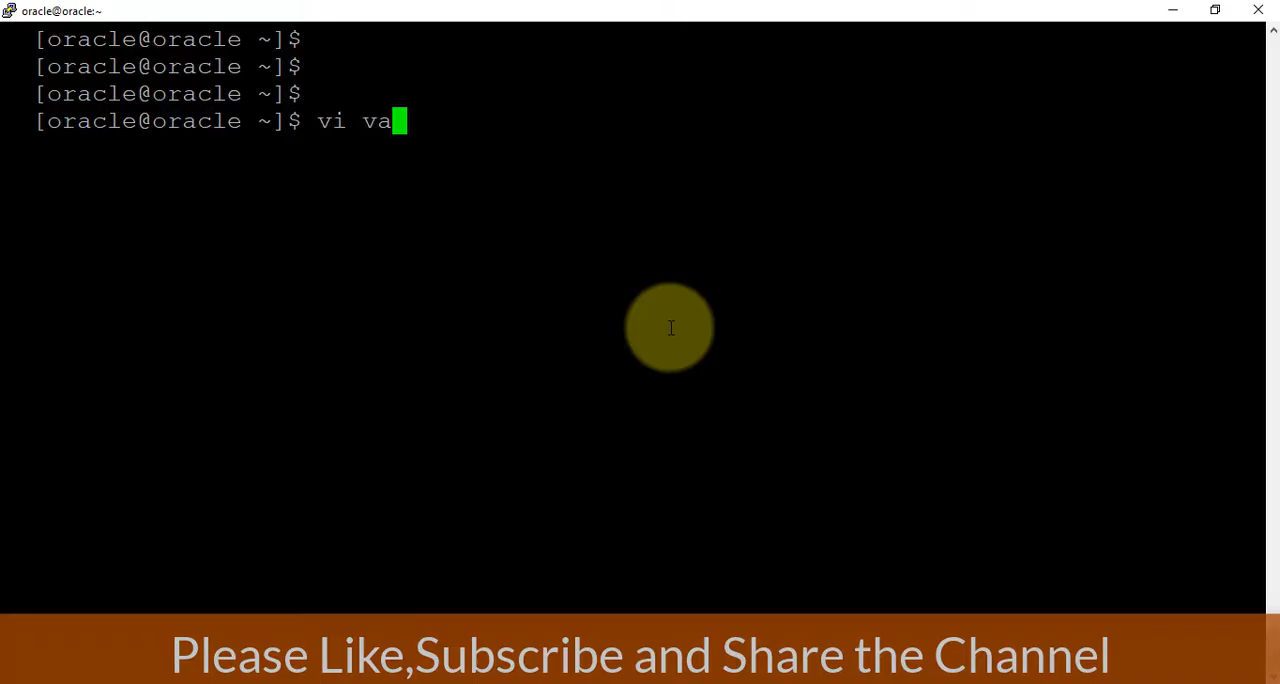 oracle@oracle:~
[oracle@oracle ~]$
[oracle@oracle ~]$
[oracle@oracle ~]$
[oracle@oracle ~]$ vi va
Please Like,Subscribe and Share the Channel